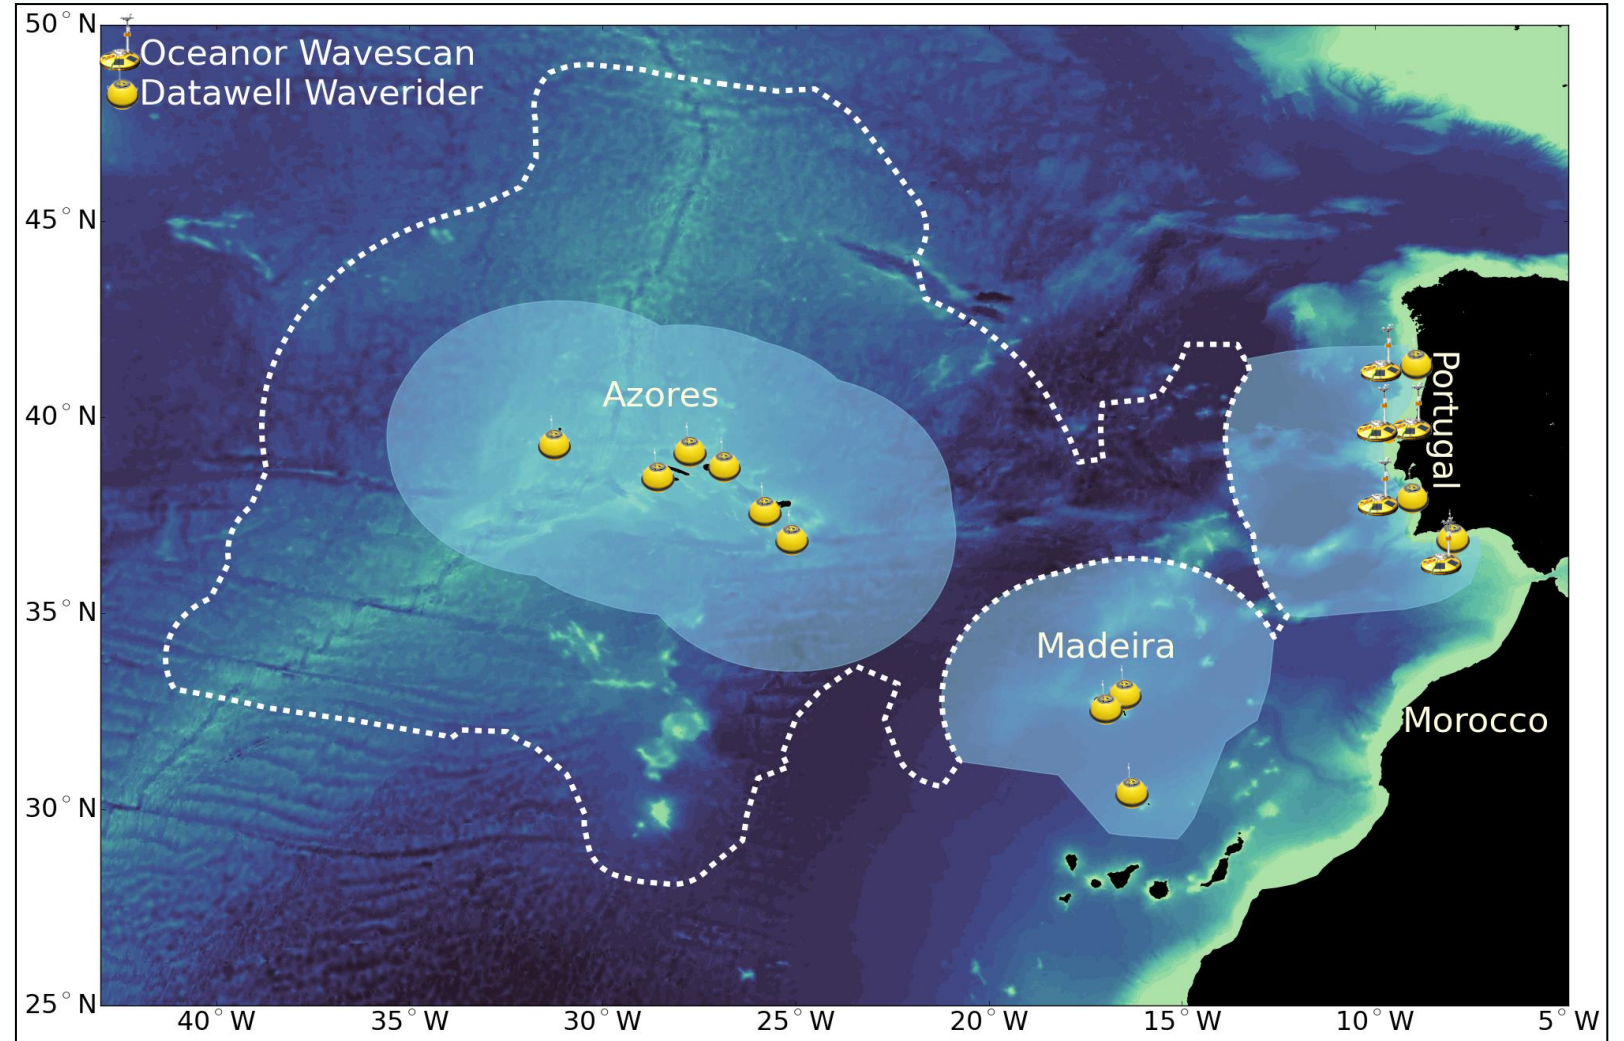 50° N
Oceanor Wavescan
Datawell Waverider
45° N
40° N
Azores
Portugal
35° N
Madeira
Morocco
30° N
25° N
40° W 35° W 30° W 25° W 20° W 15° W 10° W 5° W